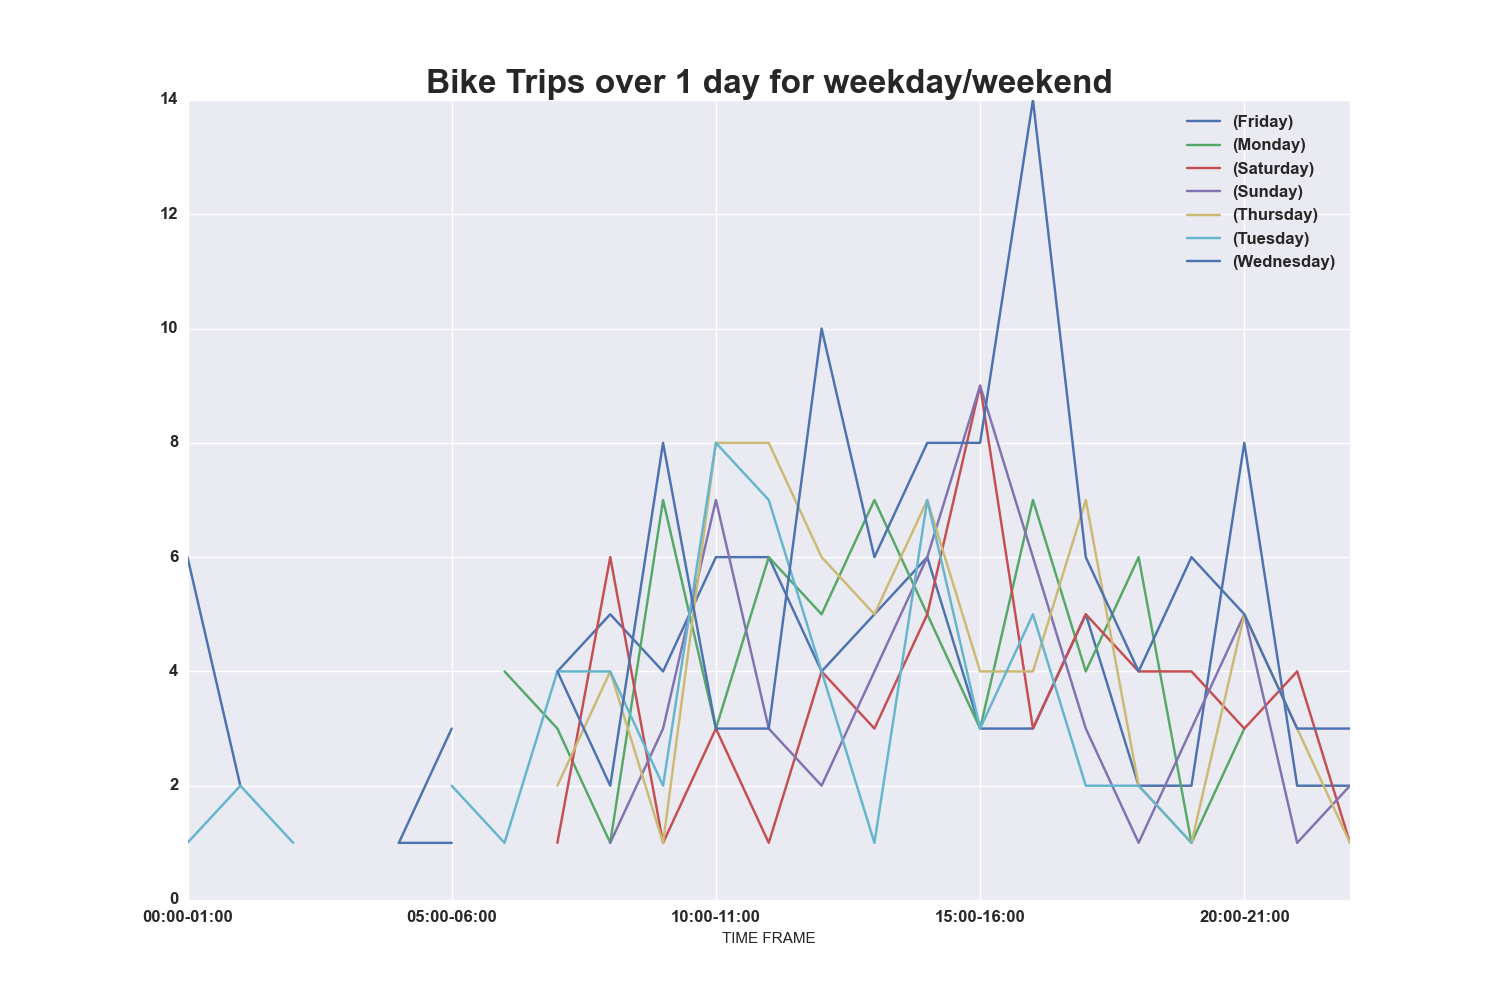 Bike Trips over 1 day for weekday/weekend
14
12
10
8
6
4
2
0
(Friday)
(Monday)
(Saturday)
(Sunday)
(Thursday)
(Tuesday)
(Wednesday)
00:00-01:00 05:00-06:00 10:00-11:00 15:00-16:00 20:00-21:00
TIME FRAME